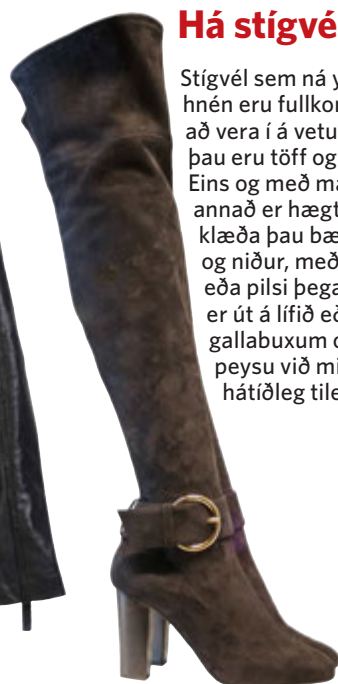 Há stígvé
Stígvél sem ná y
hnén eru fullkor
að vera í á vetu
þau eru töff og
Eins og með ma
annað er hægt
klæða þau bæ
og niður, með
eða pilsi þega
er út á lífið eð
gallabuxum o
peysu við mi
hátíðleg tile